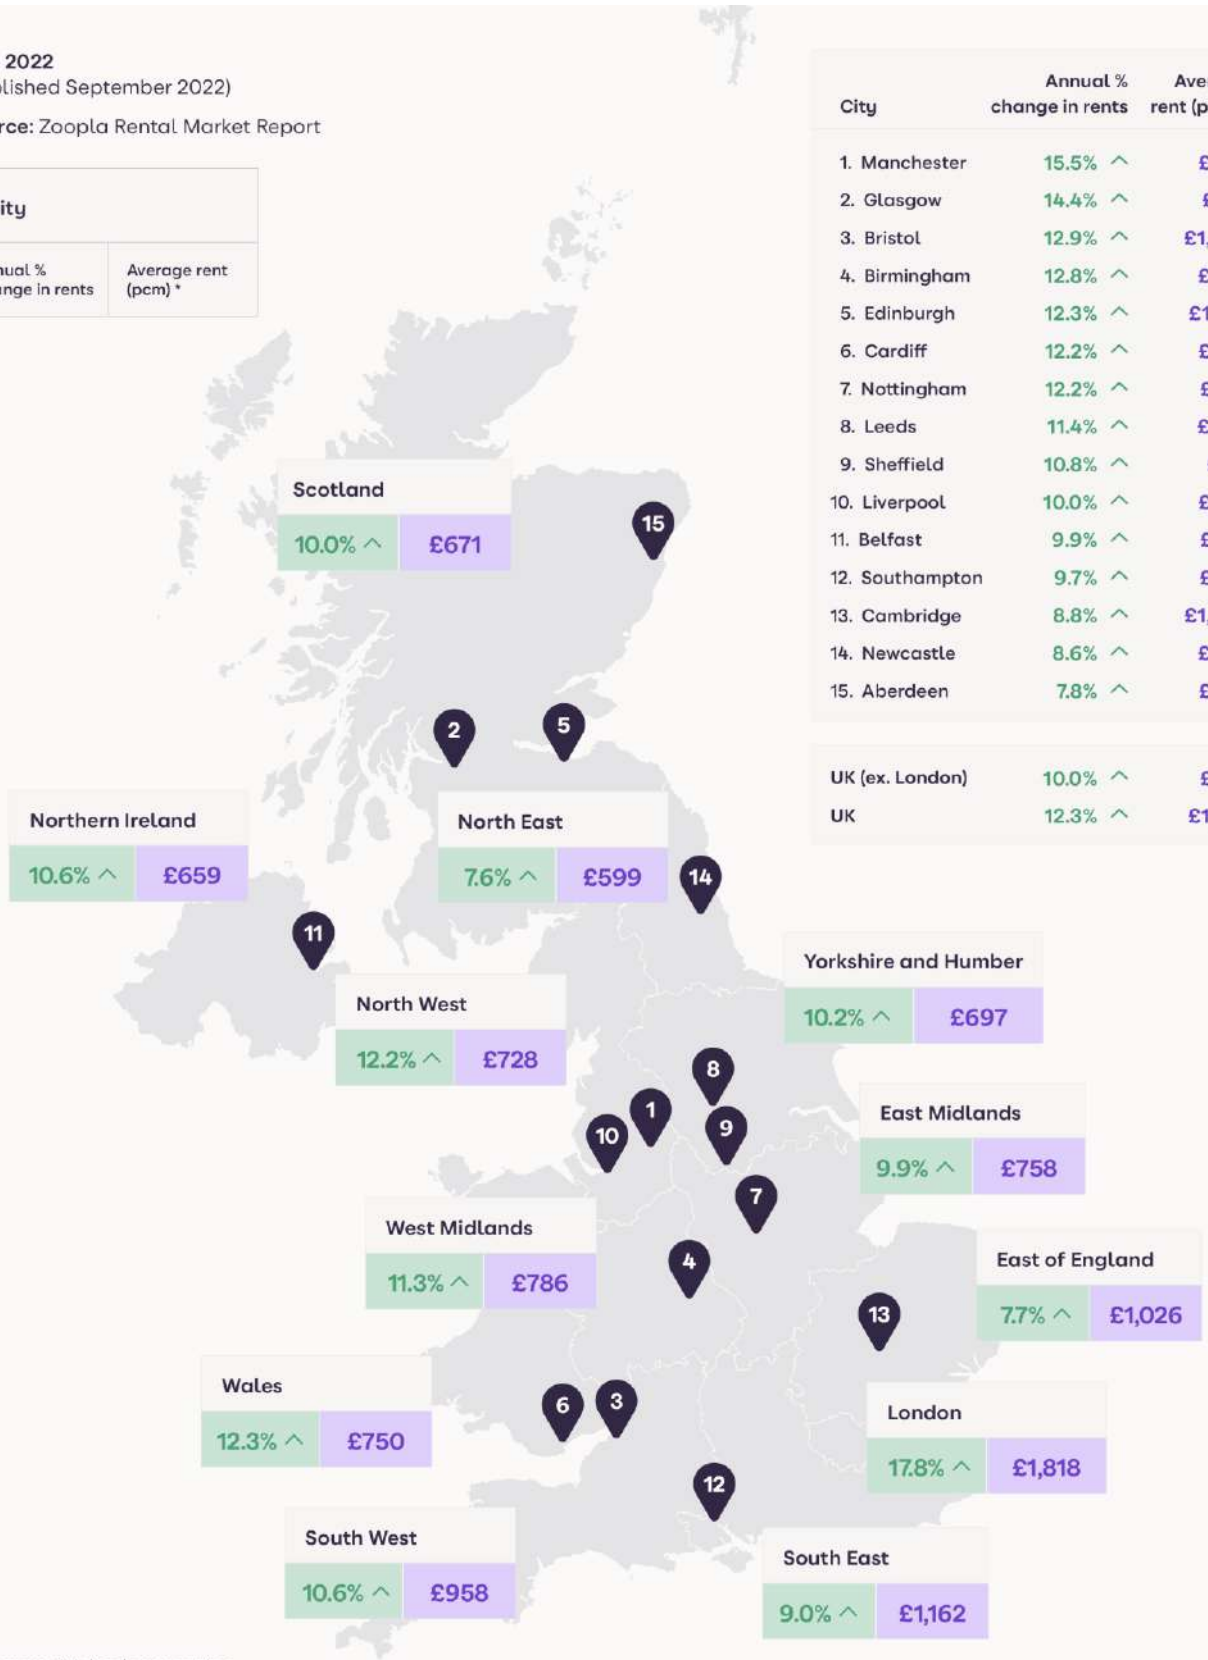 2022
lished September 2022)
rce: Zoopla Rental Market Report
ity
nual % Average rent
ange in rents (pcm) *
Annual % Ave
City change in rents rent (p
1. Manchester 15.5% £
2. Glasgow 14.4% £
3. Bristol 12.9% £1,
4. Birmingham 12.8% £
5. Edinburgh 12.3% £1
6. Cardiff 12.2% £
7. Nottingham 12.2% £
8. Leeds 11.4% £
9. Sheffield 10.8%
10. Liverpool 10.0% £
11. Belfast 9.9% £
12. Southampton 9.7% £
13. Cambridge 8.8% £1,
14. Newcastle 8.6% £
15. Aberdeen 7.8% £
UK (ex. London) 10.0% £
UK 12.3% £1
Scotland
10.0% £671
15
2
5
Northern Ireland
10.6% £659
North East
7.6% £599
14
11
Yorkshire and Humber
10.2% £697
North West
12.2% £728
8
1
10
9
East Midlands
9.9% £758
7
West Midlands
11.3% £786
4
East of England
7.7% £1,026
13
Wales
12.3% £750
6
3
London
17.8% £1,818
12
South West
10.6% £958
South East
9.0% £1,162